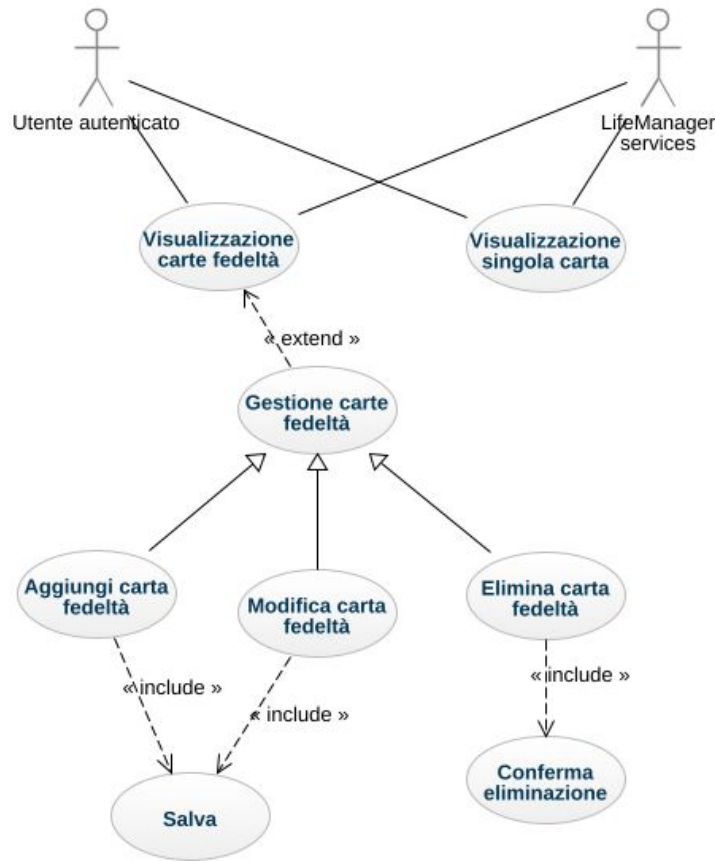 Utente autenticato
LifeManager
services
Visualizzazione
carte fedeltà
Visualizzazione
singola carta
« extend »
Gestione carte
fedeltà
Aggiungi carta
fedeltà
Modifica carta
fedeltà
Elimina carta
fedeltà
« include »
« include »
« include »
Salva
Conferma
eliminazione